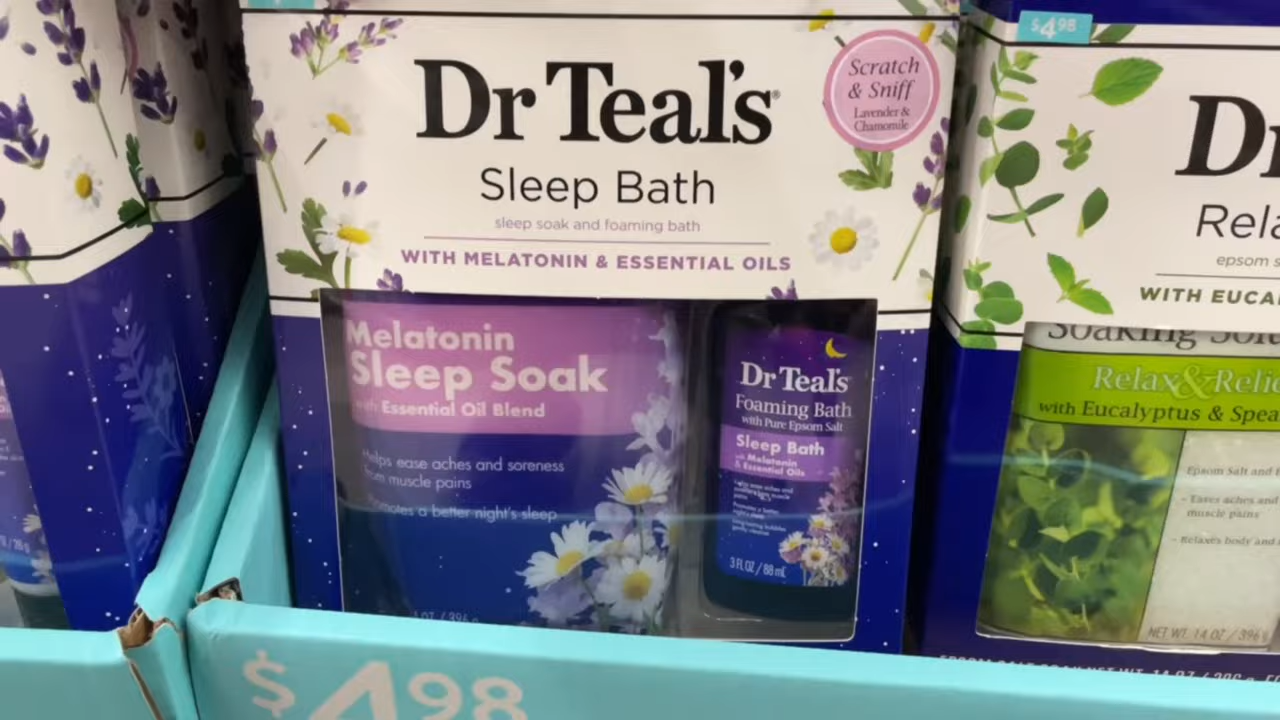 Dr Teal's
Sleep Bath
sleep soak and foaming bath
WITH MELATONIN & ESSENTIAL OILS
Scratch
& Sniff
Lavender &
Chamomile
Melatonin
Sleep Soak
with Essential Oil Blend
Helps ease aches and soreness
from muscle pains
Promotes a better night's sleep
Dr Teal's
Foaming Bath
with Pure Epsom Salt
Sleep Bath
with Melatonin
& Essential Oils
3 FL OZ / 88 mL
$4.98
$4.98
WITH
Soaking
Relax & Relie
with Eucalyptus & Spea
Epsom Salt and
- Eases aches and
muscle pains
- Relaxes body and
NET WT. 14 OZ / 396 g